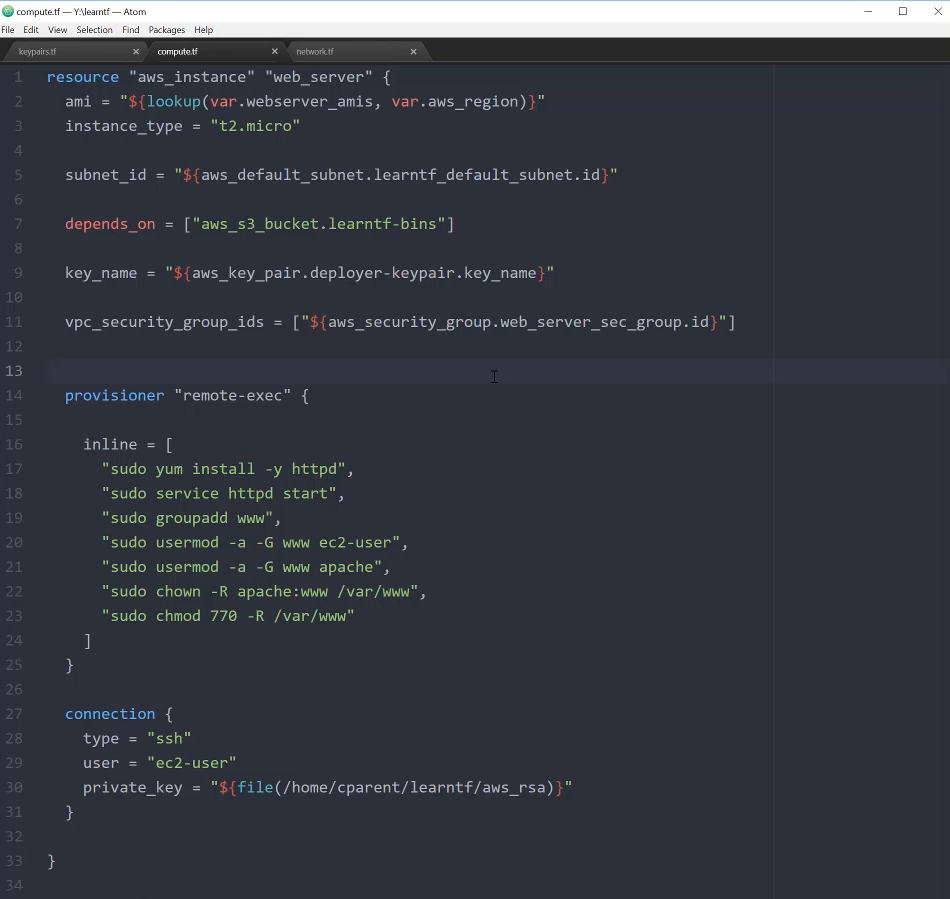 compute.tf — Y:\learntf — Atom
File Edit View Selection Find Packages Help
keypairs.tf compute.tf network.tf
1 resource "aws_instance" "web_server" {
2 ami = "${lookup(var.webserver_amis, var.aws_region)}"
3 instance_type = "t2.micro"
4
5 subnet_id = "${aws_default_subnet.learntf_default_subnet.id}"
6
7 depends_on = ["aws_s3_bucket.learntf-bins"]
8
9 key_name = "${aws_key_pair.deployer-keypair.key_name}"
10
11 vpc_security_group_ids = ["${aws_security_group.web_server_sec_group.id}"]
12
13
14 provisioner "remote-exec" {
15
16 inline = [
17 "sudo yum install -y httpd",
18 "sudo service httpd start",
19 "sudo groupadd www",
20 "sudo usermod -a -G www ec2-user",
21 "sudo usermod -a -G www apache",
22 "sudo chown -R apache:www /var/www",
23 "sudo chmod 770 -R /var/www"
24 ]
25 }
26
27 connection {
28 type = "ssh"
29 user = "ec2-user"
30 private_key = "${file(/home/cparent/learntf/aws_rsa)}"
31 }
32
33 }
34